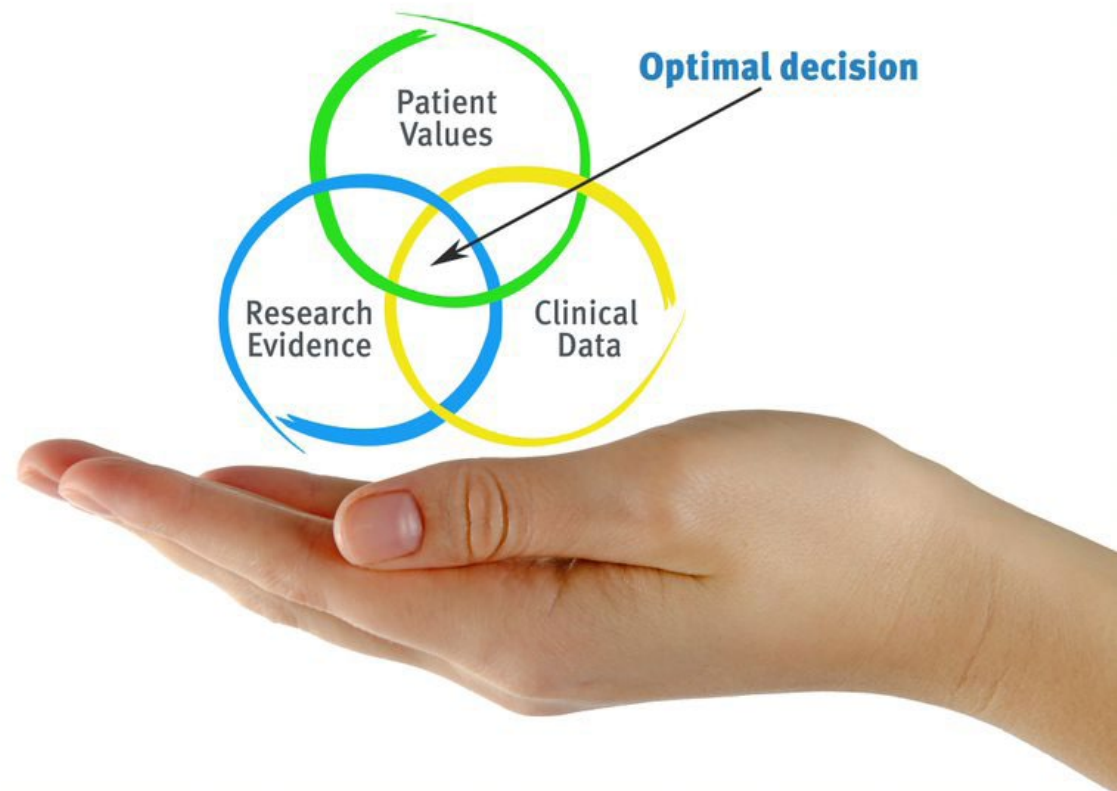 Optimal decision
Patient
Values
Research
Evidence
Clinical
Data